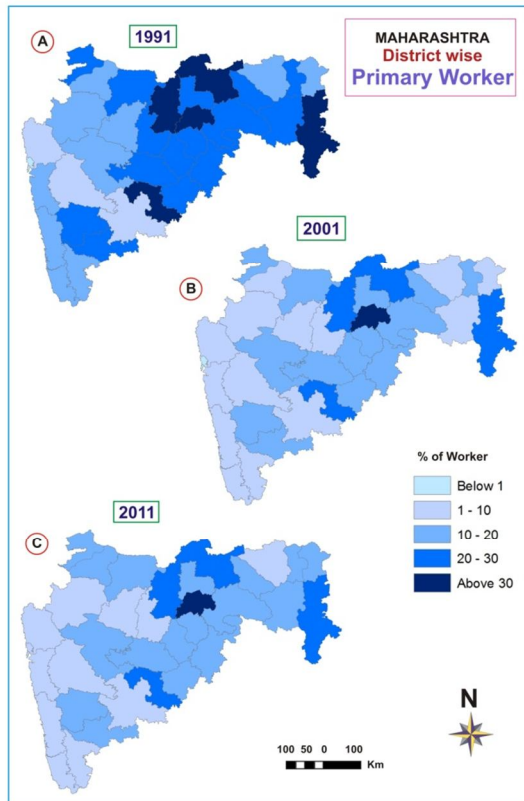 A
1991
MAHARASHTRA
District wise
Primary Worker
2001
B
% of Worker
Below 1
1 - 10
10 - 20
20 - 30
Above 30
2011
C
N
100 50 0 100
Km